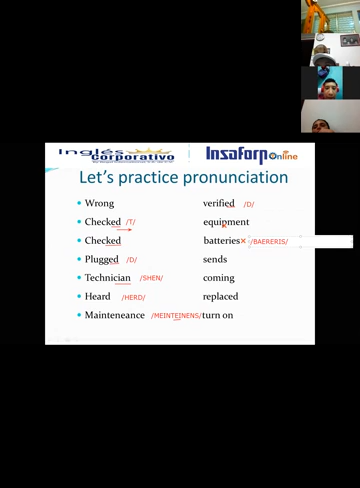 Inglés Corporativo
Insaforp online
Let's practice pronunciation
• Wrong
• Checked /T/
• Checked
• Plugged /D/
• Technician /SHEN/
• Heard /HERD/
• Mainteneance /MEINTEINENS/
verified /D/
equipment
batteries × /BAERERIS/
sends
coming
replaced
turn on